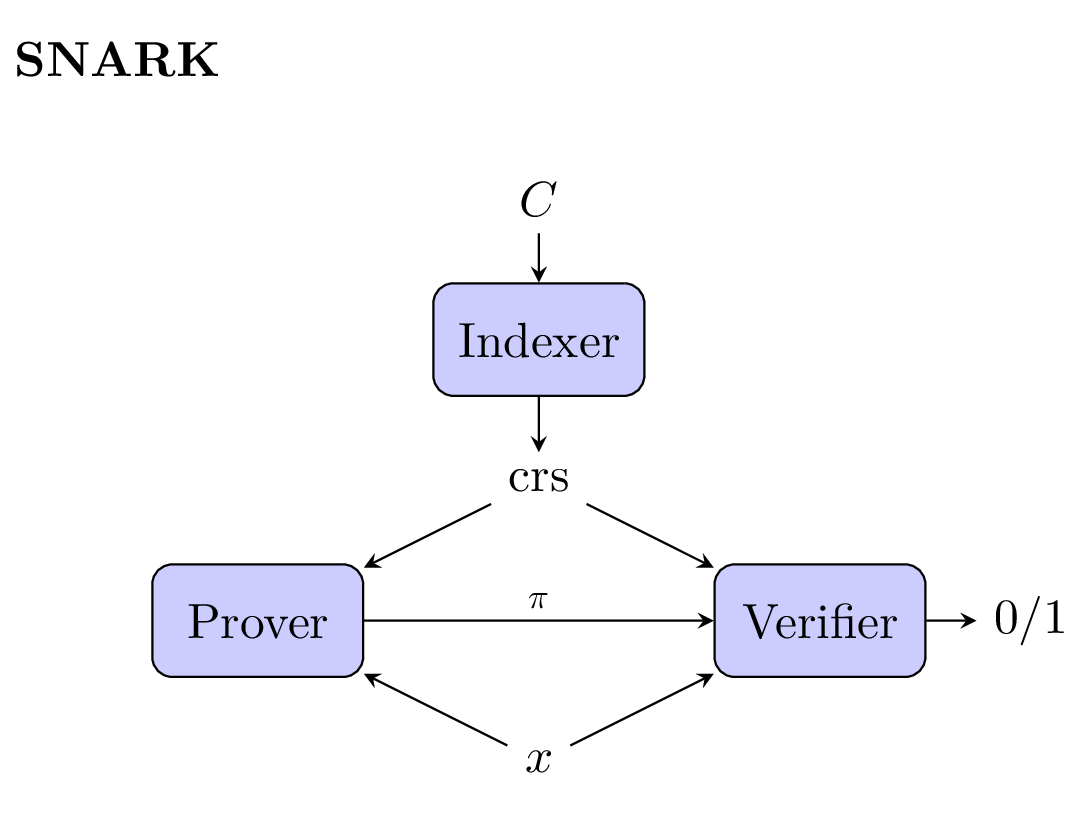 SNARK
C
Indexer
crs
Prover
π
Verifier
0/1
x